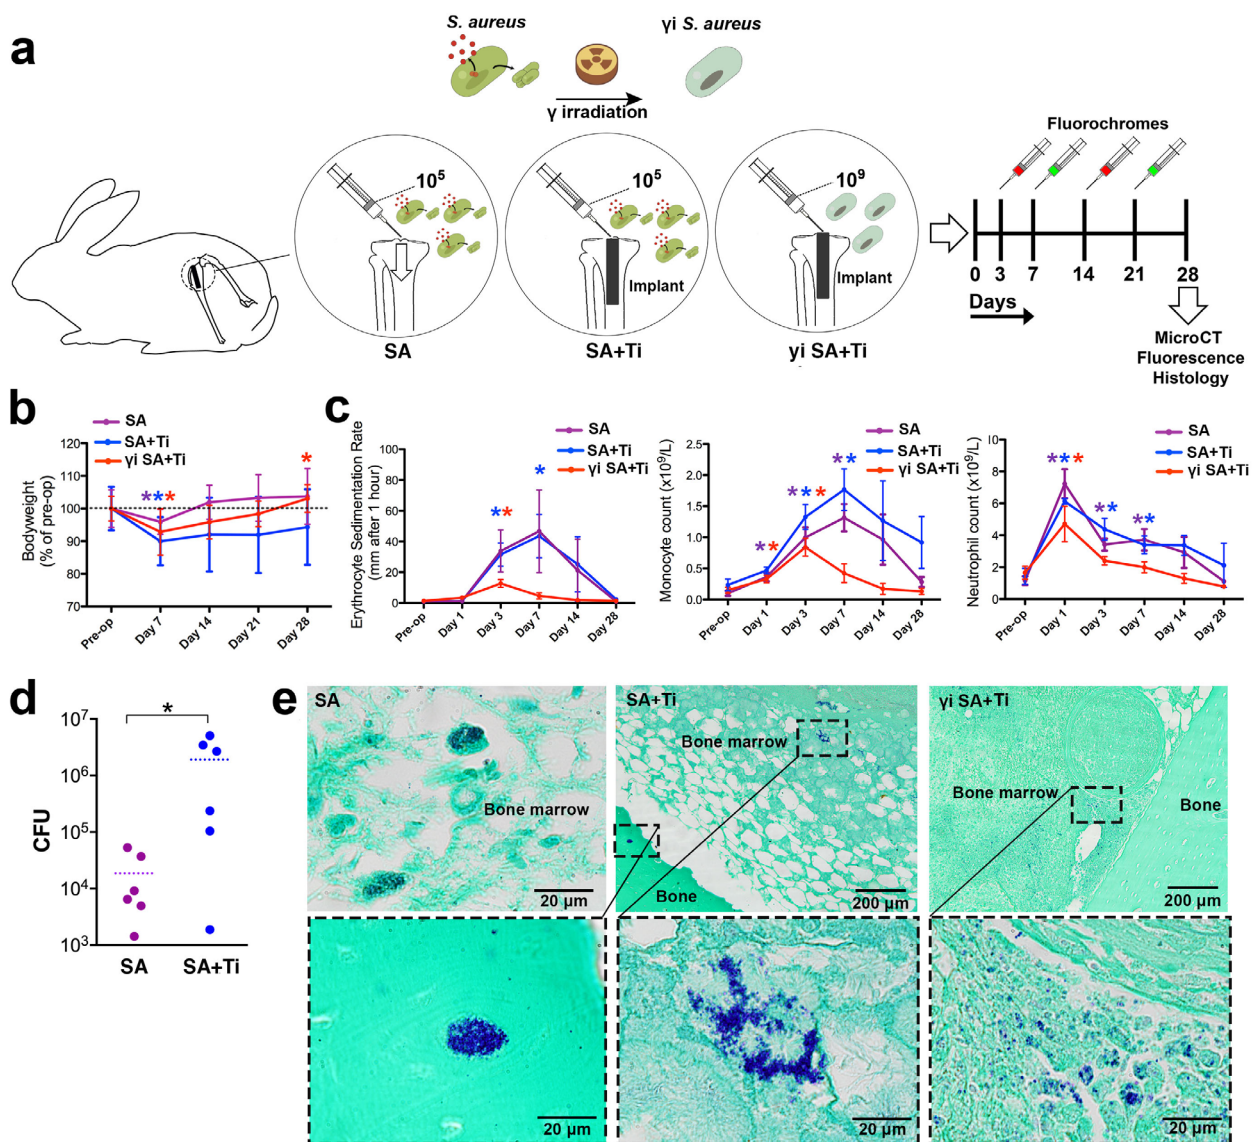 a
S. aureus
γi S. aureus
γ irradiation
10⁵
10⁵
10⁹
Implant
Implant
SA
SA+Ti
γi SA+Ti
Fluorochromes
0 3 7 14 21 28
Days
MicroCT
Fluorescence
Histology
b
SA
SA+Ti
γi SA+Ti
Bodyweight
(% of pre-op)
120
110
100
90
80
70
***
*
Pre-op Day 7 Day 14 Day 21 Day 28
c
SA
SA+Ti
γi SA+Ti
Erythrocyte Sedimentation Rate
(mm after 1 hour)
100
80
60
40
20
0
**
*
Pre-op Day 1 Day 3 Day 7 Day 14 Day 28
SA
SA+Ti
γi SA+Ti
Monocyte count (x10⁹/L)
2.5
2.0
1.5
1.0
0.5
0.0
**
***
**
Pre-op Day 1 Day 3 Day 7 Day 14 Day 28
SA
SA+Ti
γi SA+Ti
Neutrophil count (x10⁹/L)
10
8
6
4
2
0
***
**
**
Pre-op Day 1 Day 3 Day 7 Day 14 Day 28
d
CFU
10⁷
10⁶
10⁵
10⁴
10³
*
SA SA+Ti
e
SA
Bone marrow
20 μm
SA+Ti
Bone marrow
Bone
200 μm
γi SA+Ti
Bone marrow
Bone
200 μm
20 μm
20 μm
20 μm